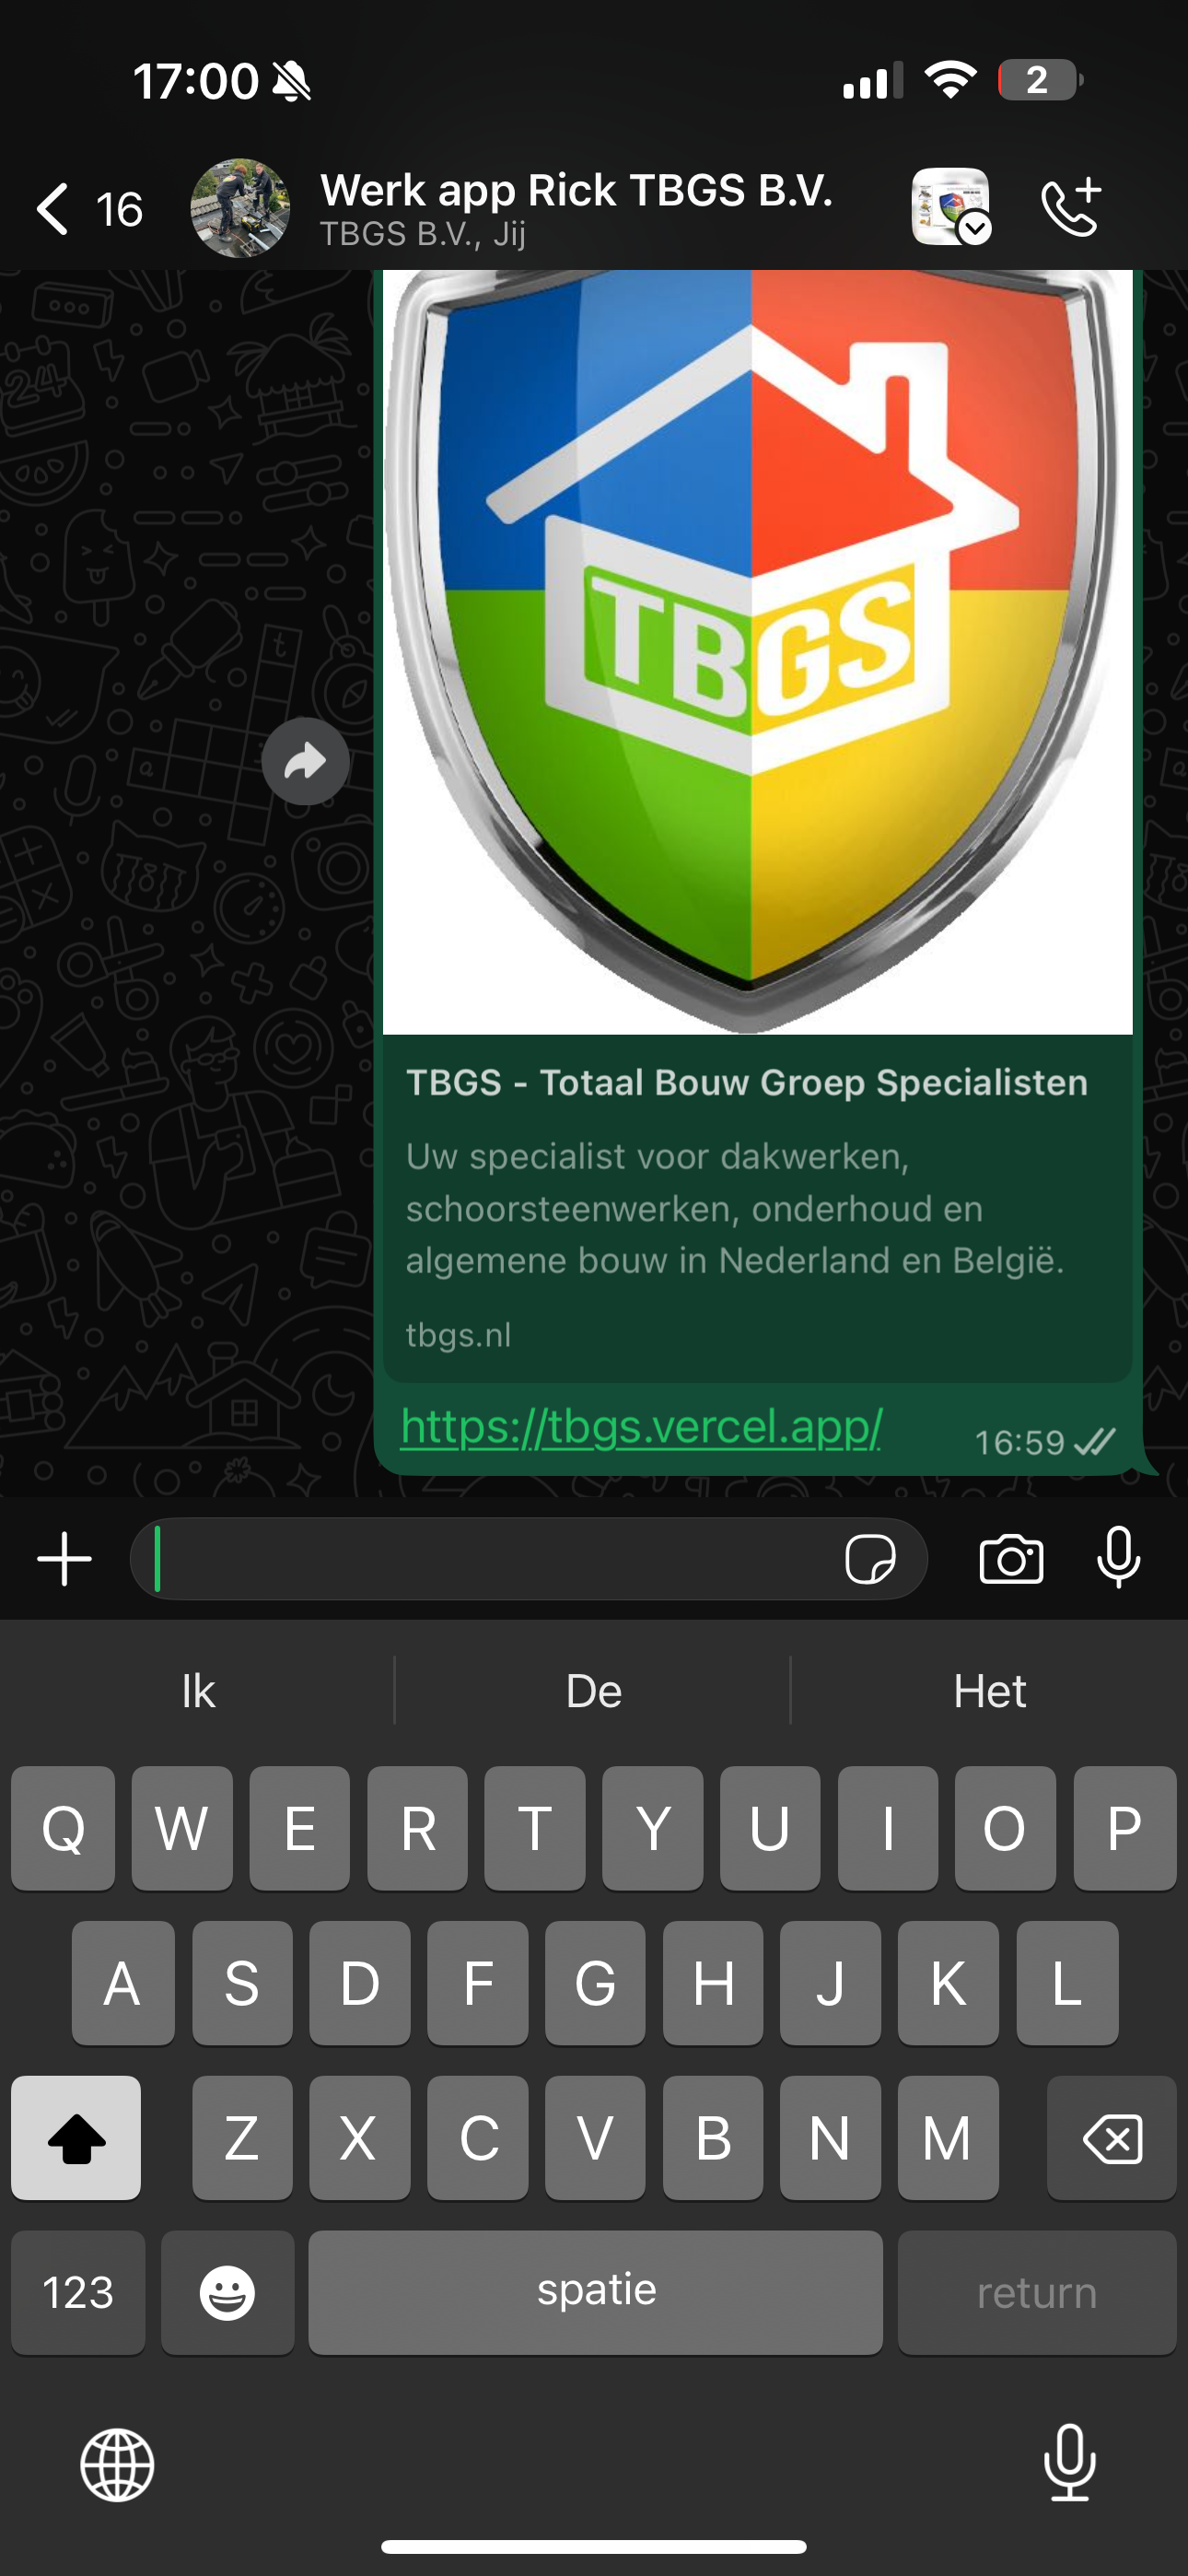 17:00
2
16
Werk app Rick TBGS B.V.
TBGS B.V., Jij
24
TBGS
TBGS - Totaal Bouw Groep Specialisten
Uw specialist voor dakwerken,
schoorsteenwerken, onderhoud en
algemene bouw in Nederland en België.
tbgs.nl
https://tbgs.vercel.app/
16:59
Ik De Het
Q W E R T Y U I O P
A S D F G H J K L
Z X C V B N M
123 spatie return